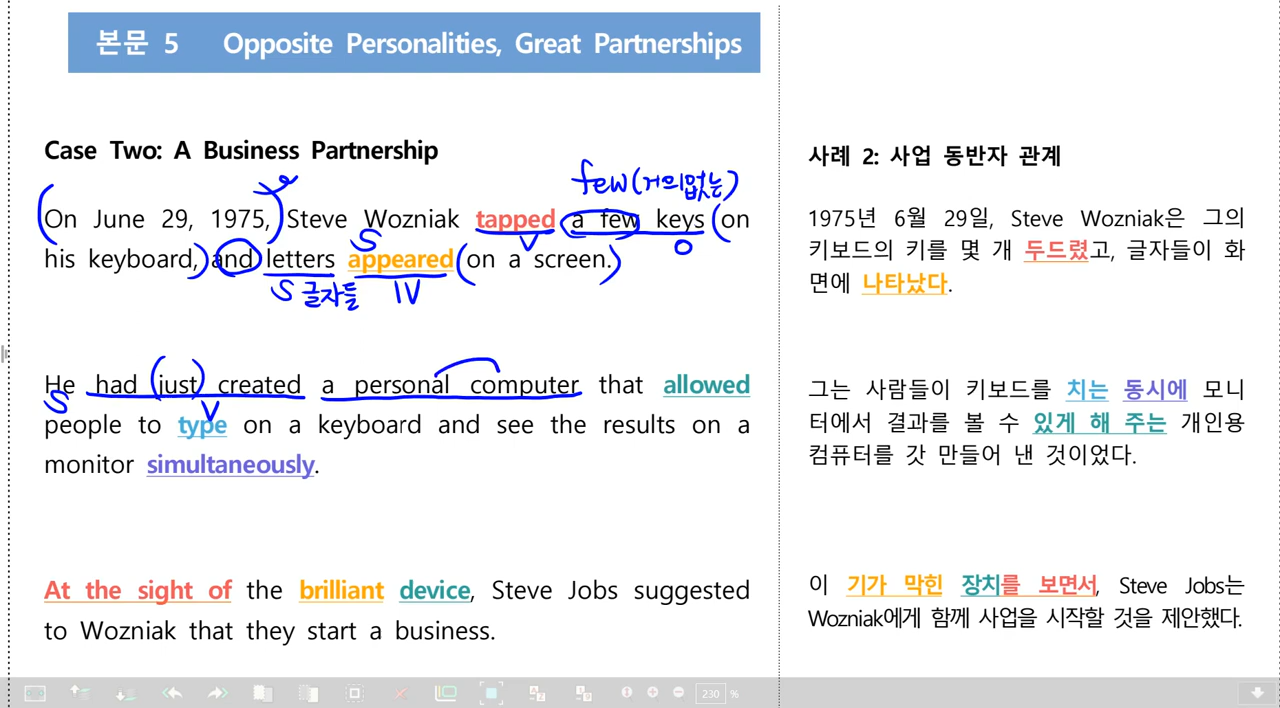 본문 5 Opposite Personalities, Great Partnerships
Case Two: A Business Partnership
few (거의없는)
On June 29, 1975, Steve Wozniak tapped a few keys on
S V O
his keyboard, and letters appeared on a screen.
S 글자들 IV
He had just created a personal computer that allowed
S V
people to type on a keyboard and see the results on a
monitor simultaneously.
At the sight of the brilliant device, Steve Jobs suggested
to Wozniak that they start a business.
사례 2: 사업 동반자 관계
1975년 6월 29일, Steve Wozniak은 그의
키보드의 키를 몇 개 두드렸고, 글자들이 화
면에 나타났다.
그는 사람들이 키보드를 치는 동시에 모니
터에서 결과를 볼 수 있게 해 주는 개인용
컴퓨터를 갓 만들어 낸 것이었다.
이 기가 막힌 장치를 보면서, Steve Jobs는
Wozniak에게 함께 사업을 시작할 것을 제안했다.
230 %